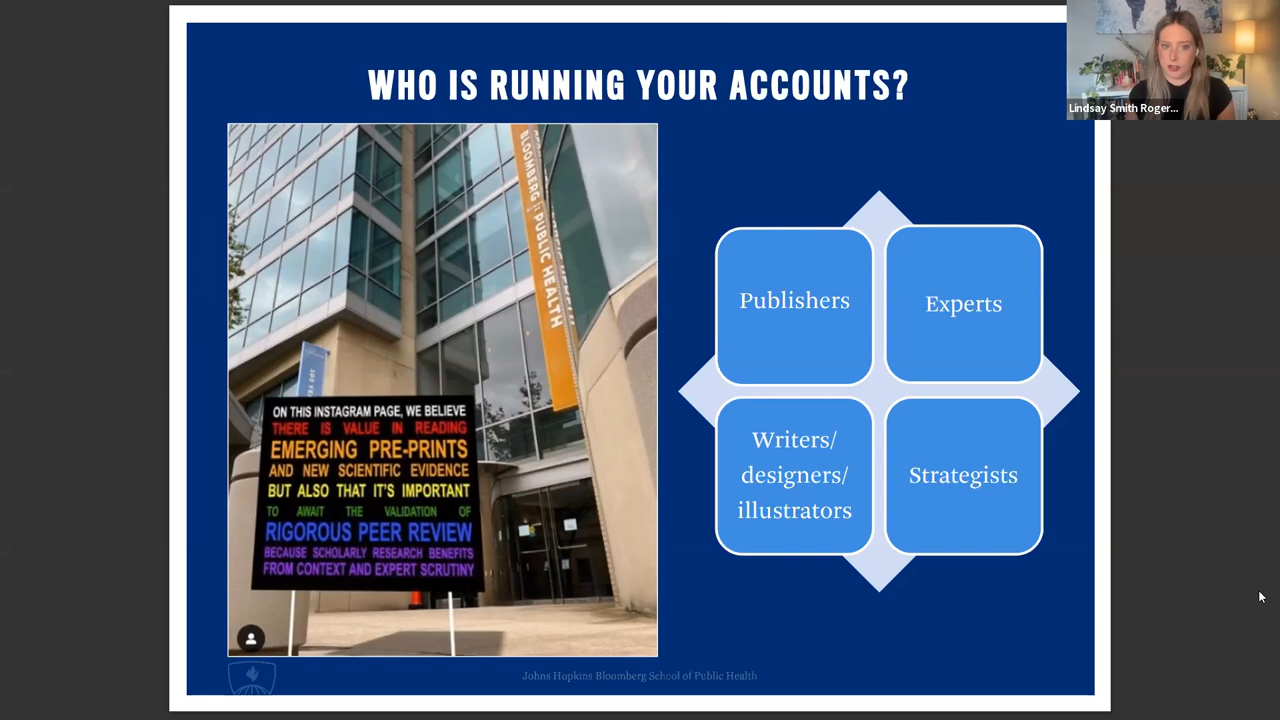 WHO IS RUNNING YOUR ACCOUNTS?
Lindsay Smith Roger...
BLOOMBERG
PUBLIC HEALTH
ON THIS INSTAGRAM PAGE, WE BELIEVE
THERE IS VALUE IN READING
EMERGING PRE-PRINTS
AND NEW SCIENTIFIC EVIDENCE
BUT ALSO THAT IT'S IMPORTANT
TO AWAIT THE VALIDATION OF
RIGOROUS PEER REVIEW
BECAUSE SCHOLARLY RESEARCH BENEFITS
FROM CONTEXT AND EXPERT SCRUTINY
Publishers
Experts
Writers/
designers/
illustrators
Strategists
Johns Hopkins Bloomberg School of Public Health